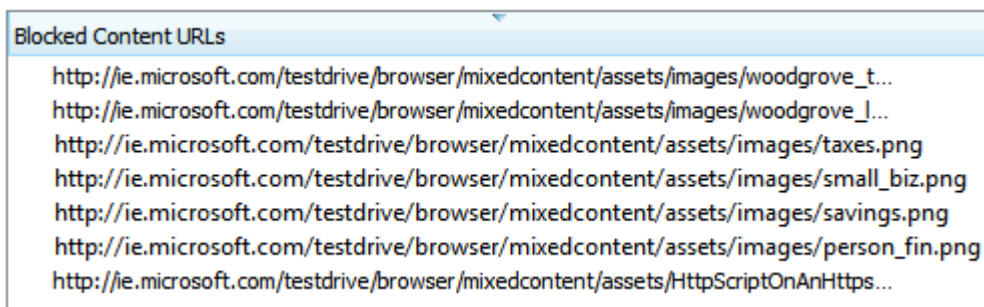 Blocked Content URLs
http://ie.microsoft.com/testdrive/browser/mixedcontent/assets/images/woodgrove_t...
http://ie.microsoft.com/testdrive/browser/mixedcontent/assets/images/woodgrove_l...
http://ie.microsoft.com/testdrive/browser/mixedcontent/assets/images/taxes.png
http://ie.microsoft.com/testdrive/browser/mixedcontent/assets/images/small_biz.png
http://ie.microsoft.com/testdrive/browser/mixedcontent/assets/images/savings.png
http://ie.microsoft.com/testdrive/browser/mixedcontent/assets/images/person_fin.png
http://ie.microsoft.com/testdrive/browser/mixedcontent/assets/HttpScriptOnAnHttps...